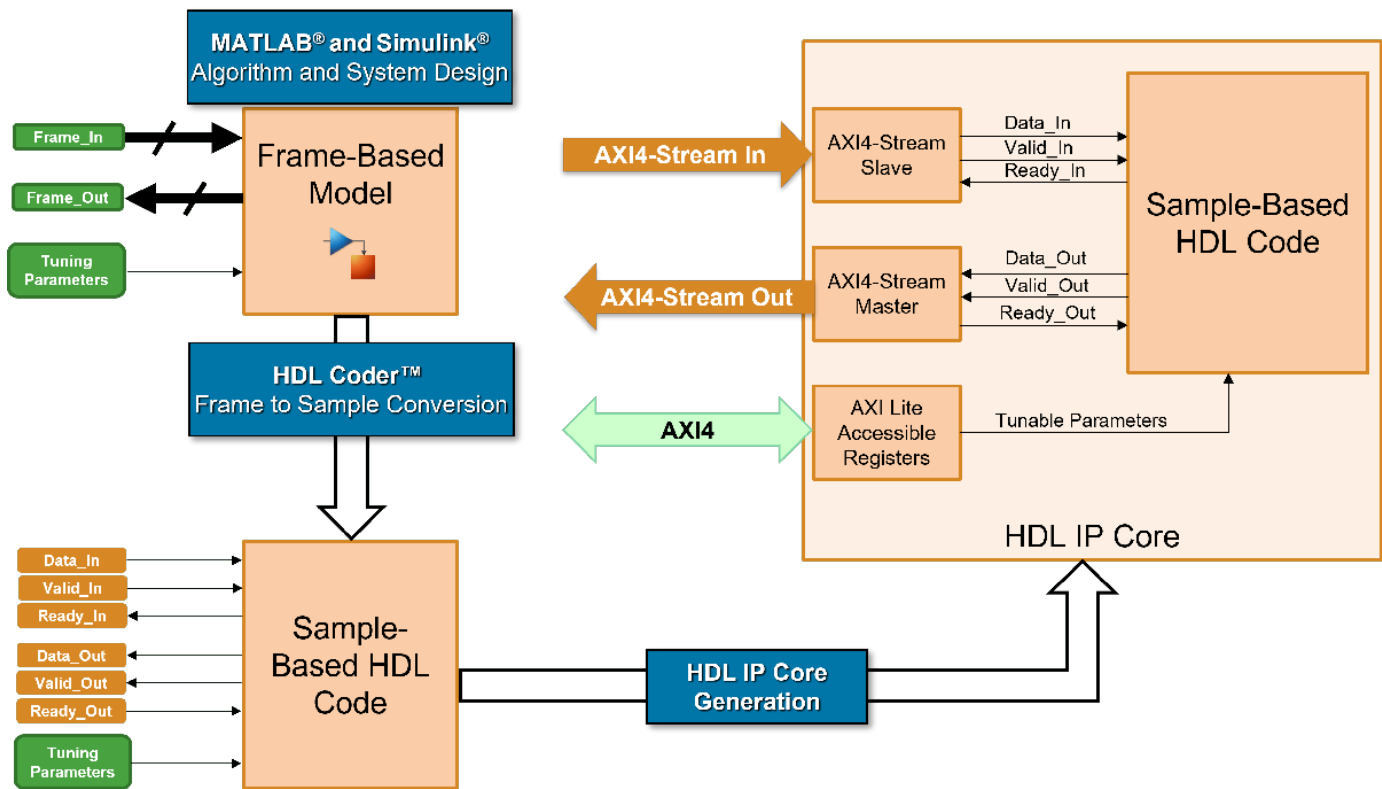 MATLAB® and Simulink®
Algorithm and System Design
Frame_In
Frame_Out
Tuning
Parameters
Frame-Based
Model
HDL Coder™
Frame to Sample Conversion
Data_In
Valid_In
Ready_In
Data_Out
Valid_Out
Ready_Out
Tuning
Parameters
Sample-
Based HDL
Code
HDL IP Core
Generation
AXI4-Stream In
AXI4-Stream Out
AXI4
AXI4-Stream
Slave
Data_In
Valid_In
Ready_In
AXI4-Stream
Master
Data_Out
Valid_Out
Ready_Out
AXI Lite
Accessible
Registers
Tunable Parameters
Sample-Based
HDL Code
HDL IP Core